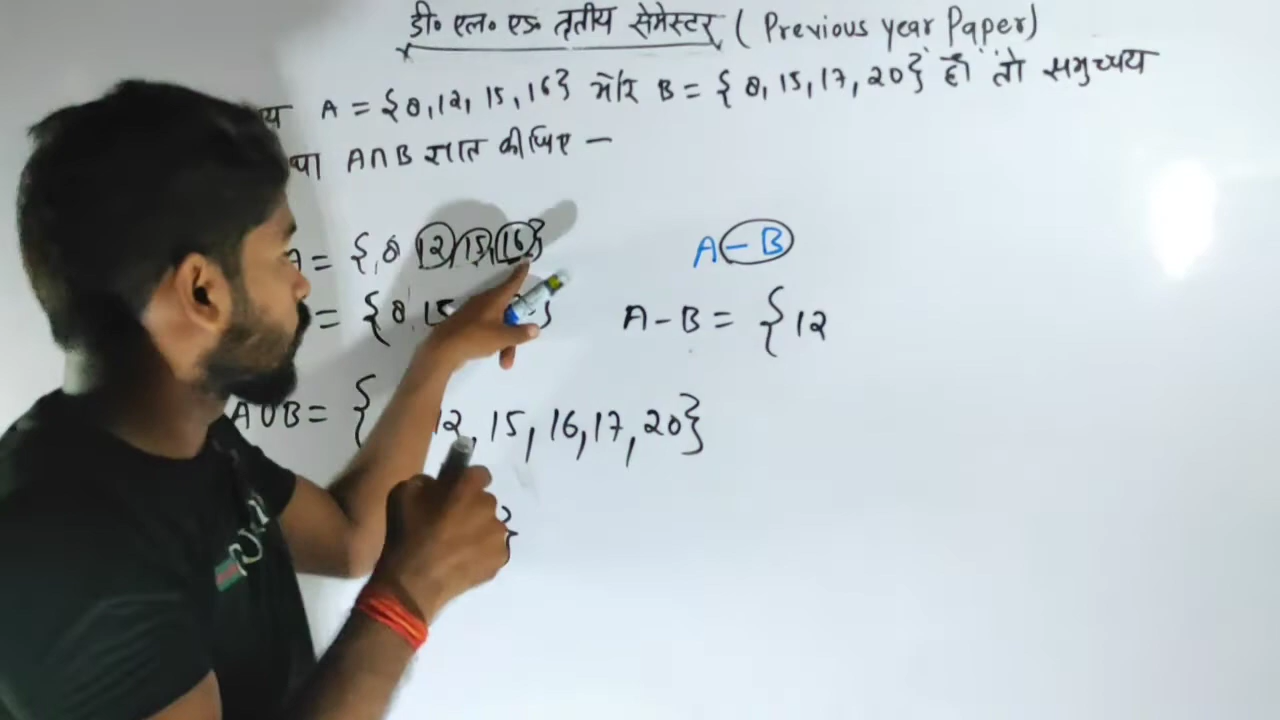 डी० एल० एड० तृतीय सेमेस्टर ( Previous year Paper)
A = {8, 12, 15, 16} और B = { 8, 15, 17, 20} हों तो समुच्चय
A∩B ज्ञात कीजिए —
A = {8, 12, 15, 16}
A - B
= {8, 15
A - B = { 12
A∪B = { 12, 15, 16, 17, 20}
}